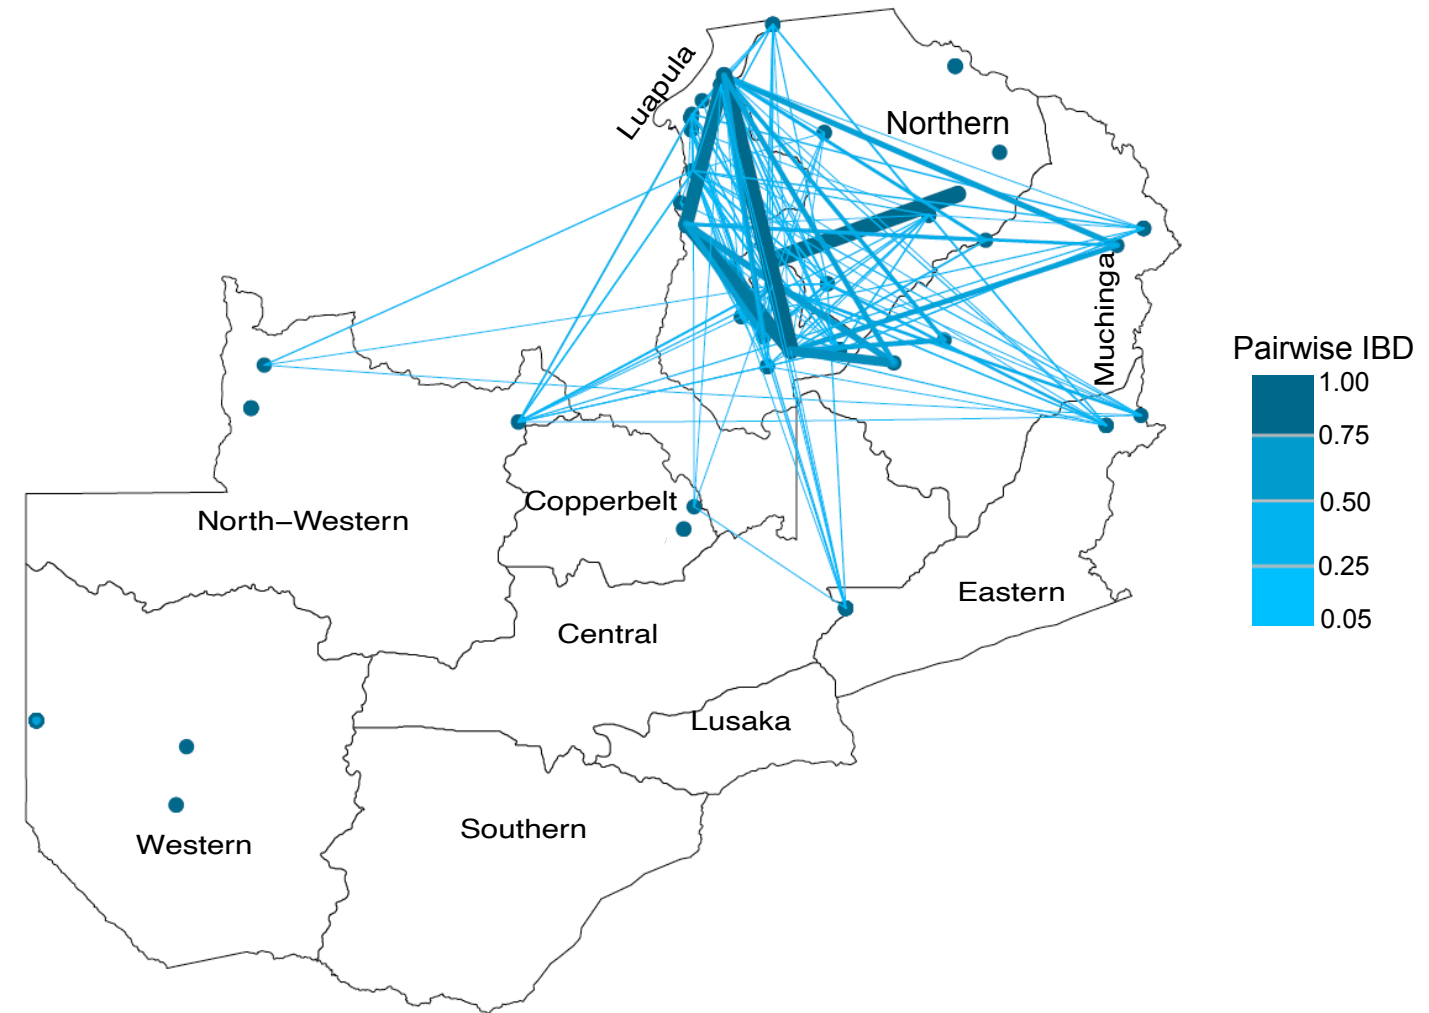 Luapula
Northern
Muchinga
Pairwise IBD
1.00
0.75
0.50
0.25
0.05
Copperbelt
North–Western
Eastern
Central
Lusaka
Southern
Western